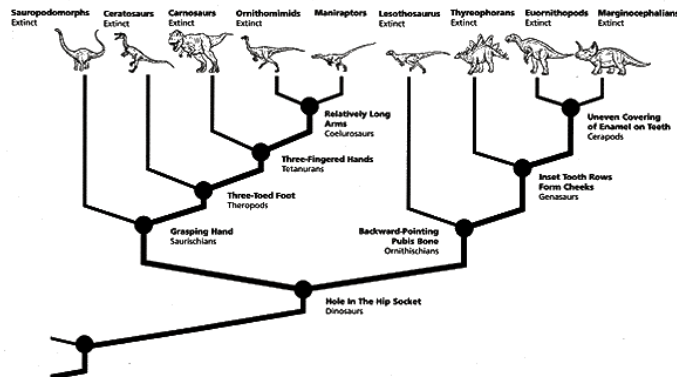 Sauropodomorphs Ceratosaurs Carnosaurs Ornithomimids Maniraptors Lesothosaurus Thyreophorans Euornithopods Marginocephalians
Extinct Extinct Extinct Extinct Extinct Extinct Extinct Extinct
Relatively Long
Arms
Coelurosaurs
Uneven Covering
of Enamel on Teeth
Cerapods
Three-Fingered Hands
Tetanurans
Inset Tooth Rows
Form Cheeks
Genasaurs
Three-Toed Foot
Theropods
Grasping Hand
Saurischians
Backward-Pointing
Pubis Bone
Ornithischians
Hole In The Hip Socket
Dinosaurs